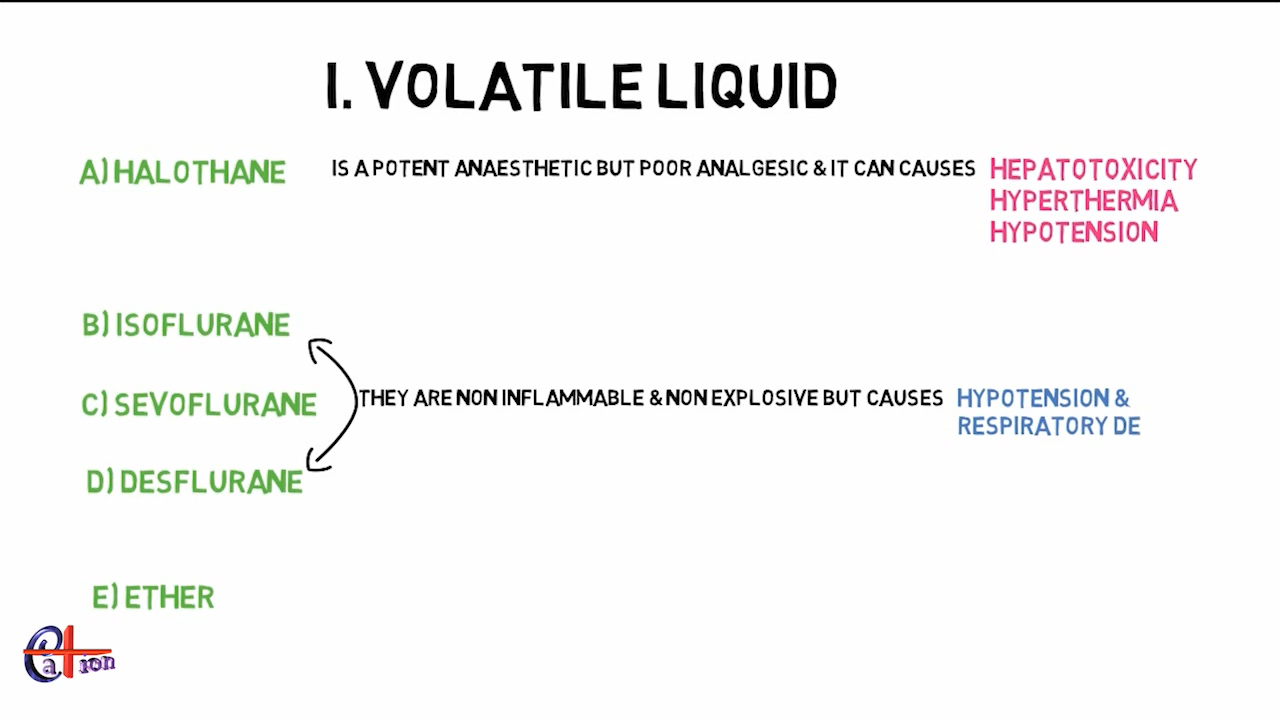 I. VOLATILE LIQUID
A) HALOTHANE IS A POTENT ANAESTHETIC BUT POOR ANALGESIC & IT CAN CAUSES HEPATOTOXICITY
HYPERTHERMIA
HYPOTENSION
B) ISOFLURANE
C) SEVOFLURANE THEY ARE NON INFLAMMABLE & NON EXPLOSIVE BUT CAUSES HYPOTENSION &
RESPIRATORY DE
D) DESFLURANE
E) ETHER
Cation